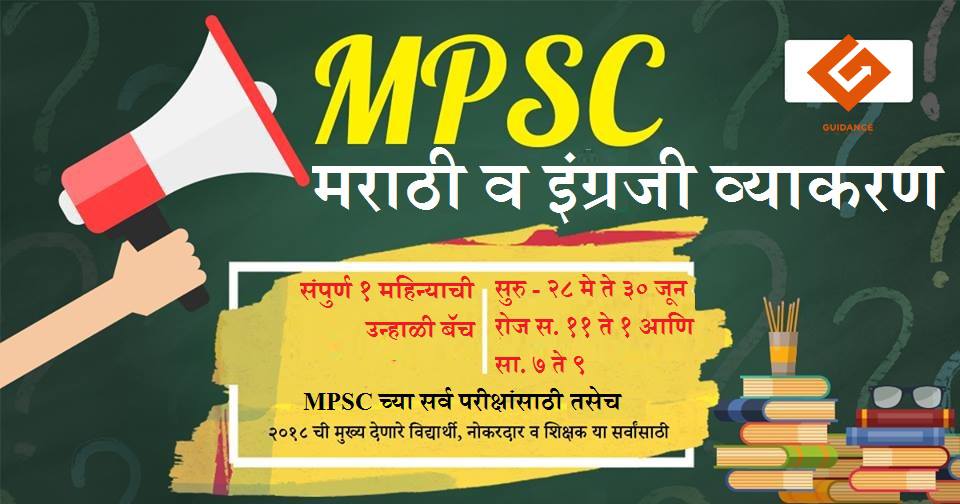 MPSC
GUIDANCE
मराठी व इंग्रजी व्याकरण
संपुर्ण १ महिन्याची
उन्हाळी बॅच
सुरु - २८ मे ते ३० जून
रोज स. ११ ते १ आणि
सा. ७ ते ९
MPSC च्या सर्व परीक्षांसाठी तसेच
२०१८ ची मुख्य देणारे विद्यार्थी, नोकरदार व शिक्षक या सर्वांसाठी